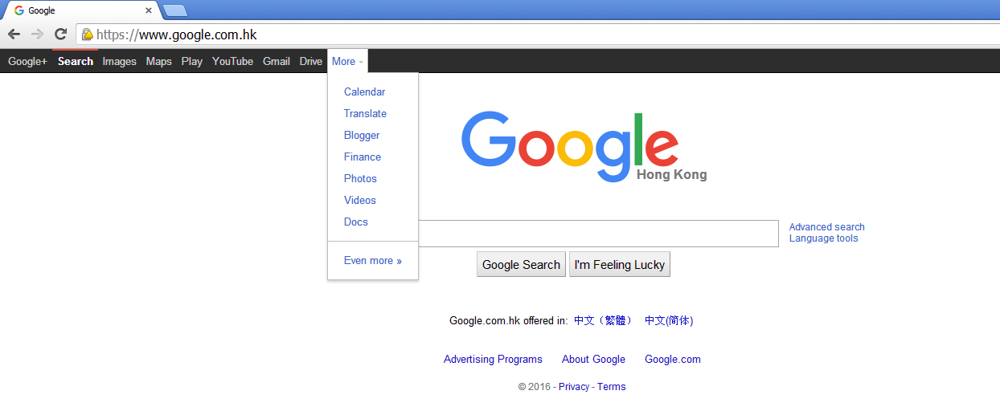 Google
https://www.google.com.hk
Google+ Search Images Maps Play YouTube Gmail Drive More
Calendar
Translate
Blogger
Finance
Photos
Videos
Docs
Even more »
Google
Hong Kong
Advanced search
Language tools
Google Search I'm Feeling Lucky
Google.com.hk offered in: 中文（繁體） 中文(简体)
Advertising Programs About Google Google.com
© 2016 - Privacy - Terms